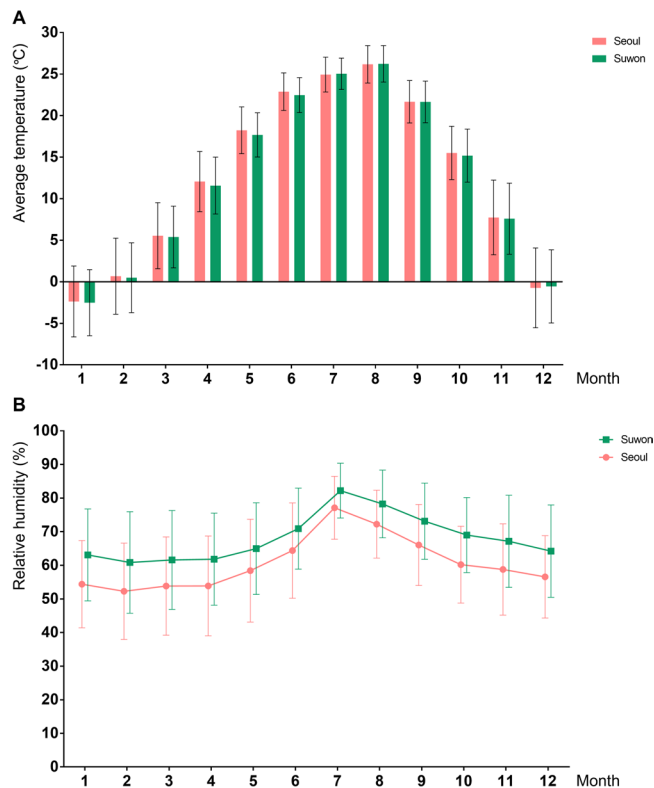 A
Average temperature (℃)
30
25
20
15
10
5
0
-5
-10
Seoul
Suwon
1 2 3 4 5 6 7 8 9 10 11 12 Month
B
Relative humidity (%)
100
90
80
70
60
50
40
30
20
10
0
Suwon
Seoul
1 2 3 4 5 6 7 8 9 10 11 12 Month